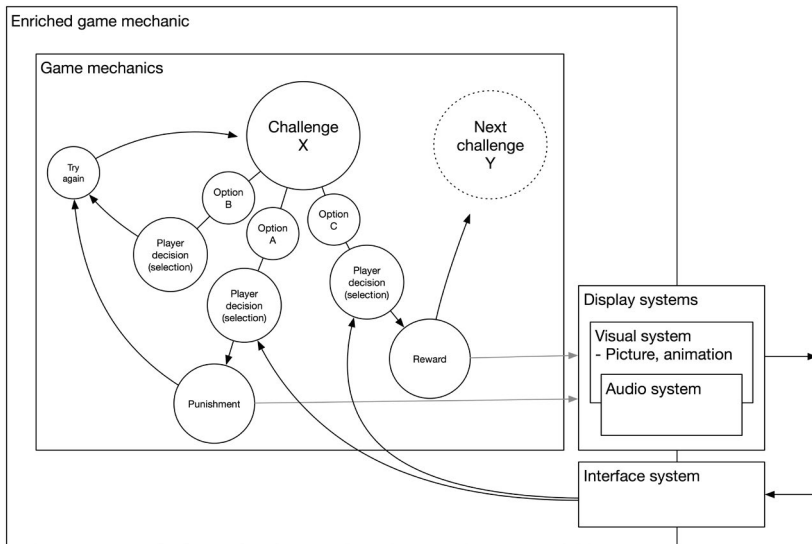 Enriched game mechanic
Game mechanics
Challenge
X
Next
challenge
Y
Try
again
Option
B
Option
A
Option
C
Player
decision
(selection)
Player
decision
(selection)
Player
decision
(selection)
Reward
Punishment
Display systems
Visual system
- Picture, animation
Audio system
Interface system